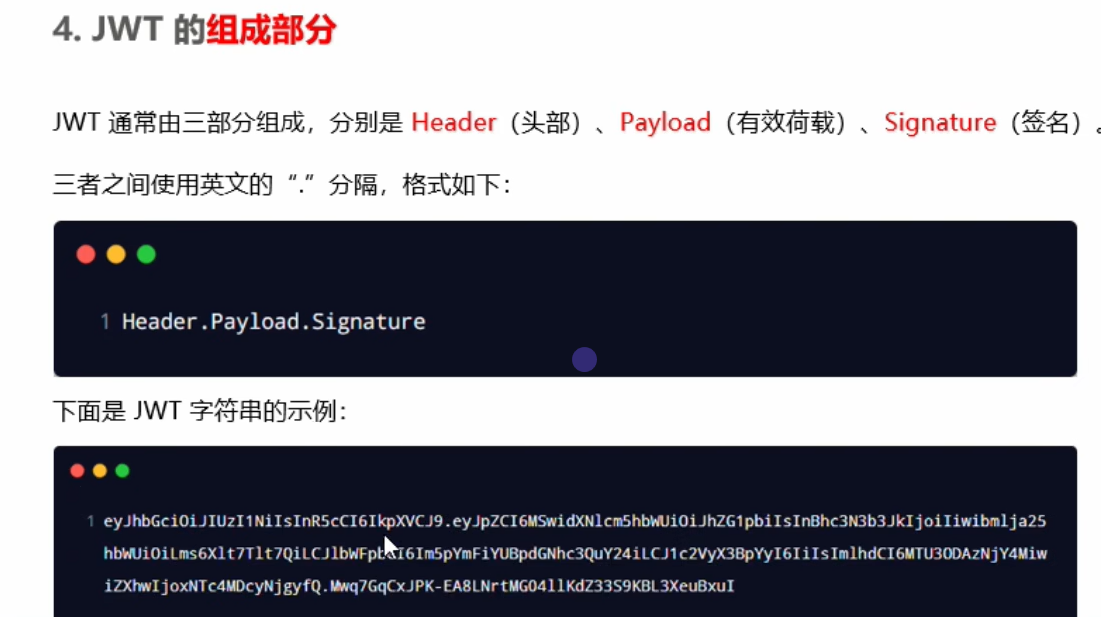 4. JWT 的组成部分
JWT 通常由三部分组成，分别是 Header（头部）、Payload（有效荷载）、Signature（签名）。
三者之间使用英文的“.”分隔，格式如下：
1 Header.Payload.Signature
下面是 JWT 字符串的示例：
1 eyJhbGciOiJIUzI1NiIsInR5cCI6IkpXVCJ9.eyJpZCI6MSwidXNlcm5hbWUiOiJhZG1pbiIsInBhc3N3b3JkIjoiIiwibmlja25
hbWUiOiLms6Xlt7Tlt7QiLCJlbWFpbCI6Im5pYmFiYUBpdGNhc3QuY24iLCJ1c2VyX3BpYyI6IiIsImlhdCI6MTU3ODAzNjY4Miw
iZXhwIjoxNTc4MDcyNjgyfQ.Mwq7GqCxJPK-EA8LNrtMG04llKdZ33S9KBL3XeuBxuI